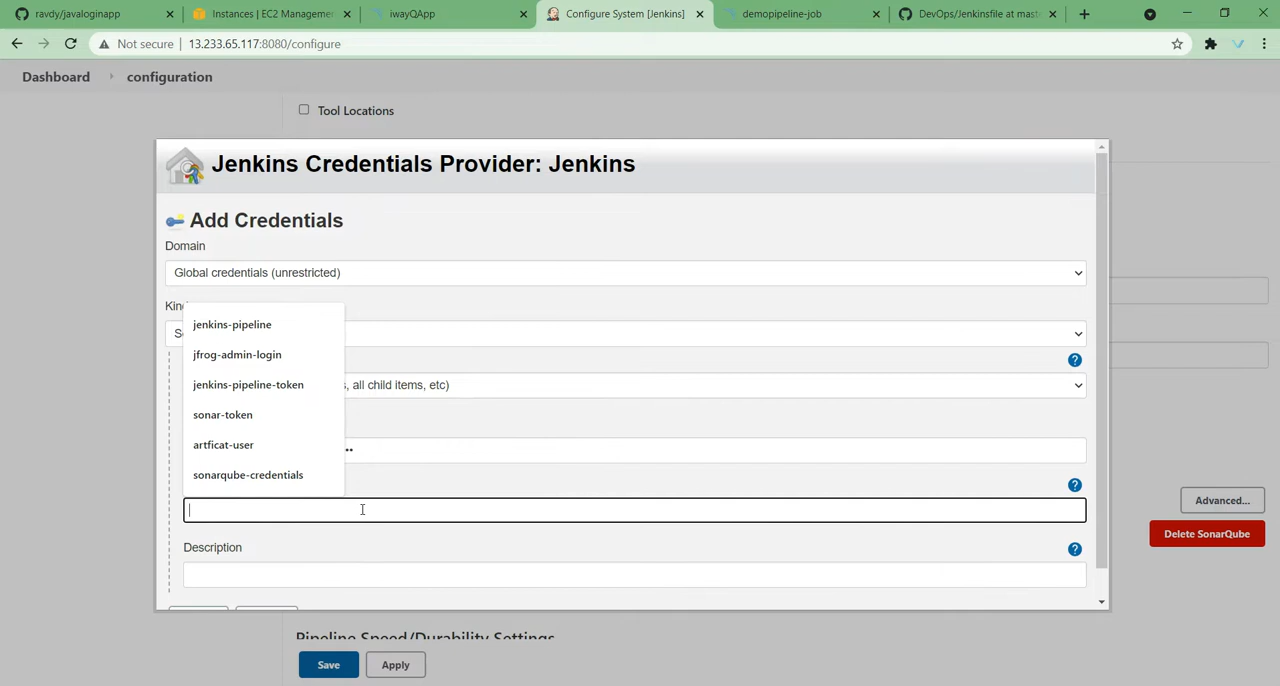 ravdy/javaloginapp
Instances | EC2 Managemen
iwayQApp
Configure System [Jenkins]
demopipeline-job
DevOps/Jenkinsfile at mast
Not secure | 13.233.65.117:8080/configure
Dashboard configuration
Tool Locations
Jenkins Credentials Provider: Jenkins
Add Credentials
Domain
Global credentials (unrestricted)
jenkins-pipeline
jfrog-admin-login
, all child items, etc)
jenkins-pipeline-token
sonar-token
artficat-user
sonarqube-credentials
Advanced...
Delete SonarQube
Description
Pipeline Speed/Durability Settings
Save Apply